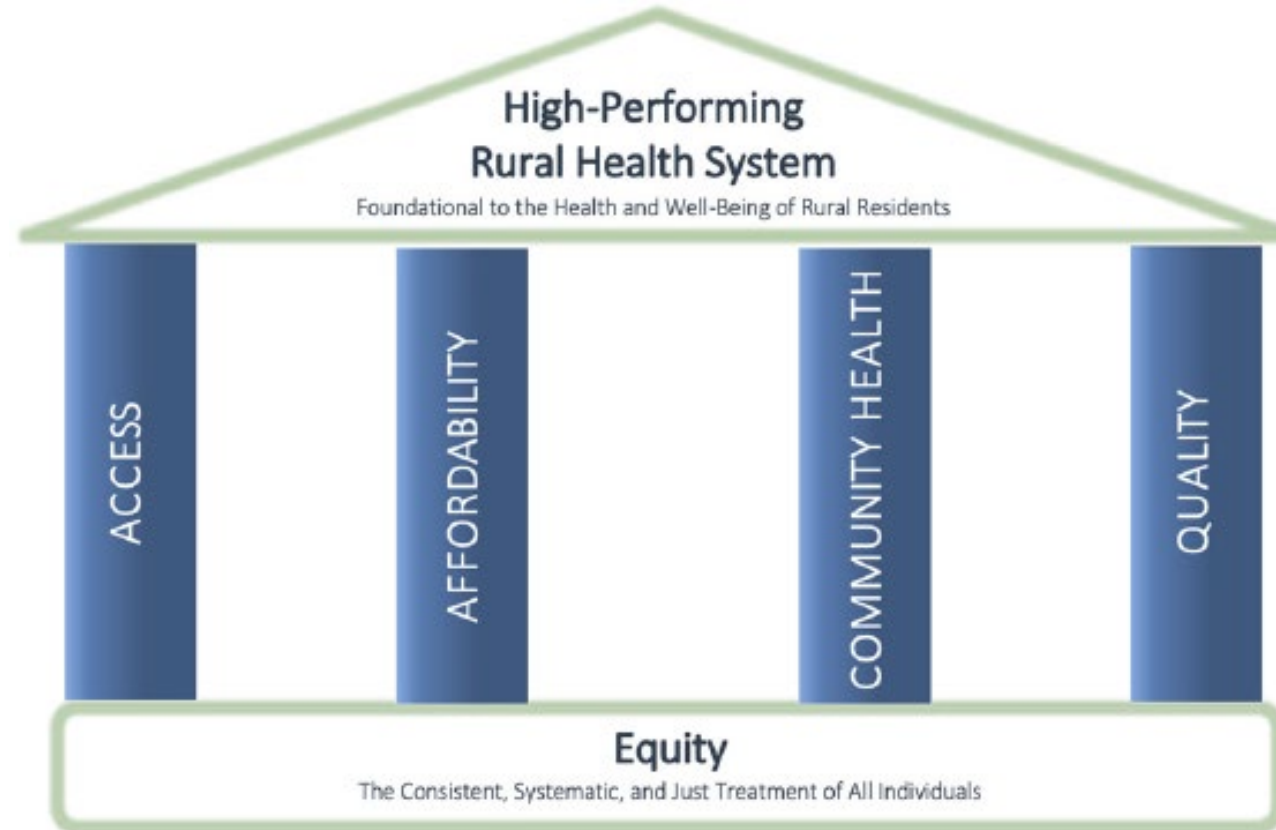 High-Performing
Rural Health System
Foundational to the Health and Well-Being of Rural Residents
ACCESS
AFFORDABILITY
COMMUNITY HEALTH
QUALITY
Equity
The Consistent, Systematic, and Just Treatment of All Individuals